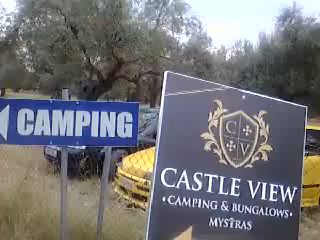 CAMPING
C V
CASTLE VIEW
• CAMPING & BUNGALOWS •
MYSTRAS